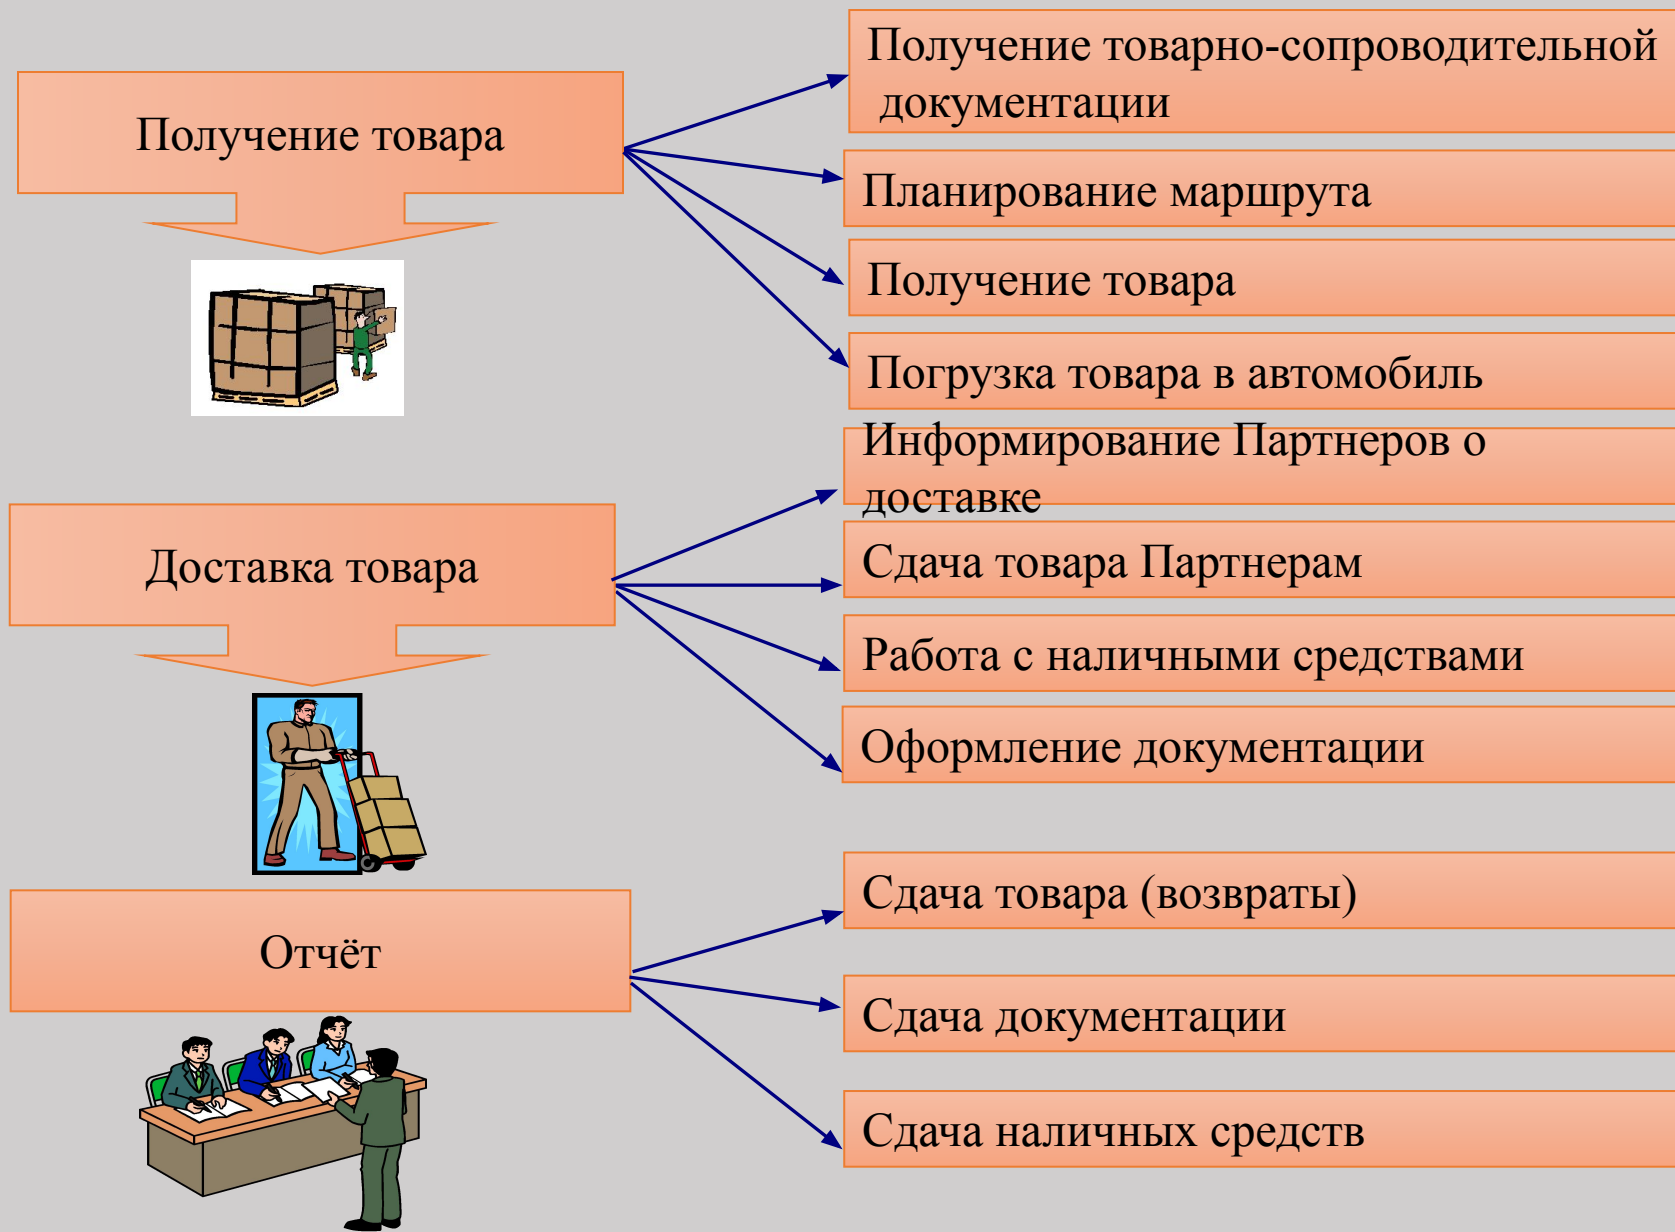 Получение товара
Получение товарно-сопроводительной
документации
Планирование маршрута
Получение товара
Погрузка товара в автомобиль
Доставка товара
Информирование Партнеров о
доставке
Сдача товара Партнерам
Работа с наличными средствами
Оформление документации
Отчёт
Сдача товара (возвраты)
Сдача документации
Сдача наличных средств